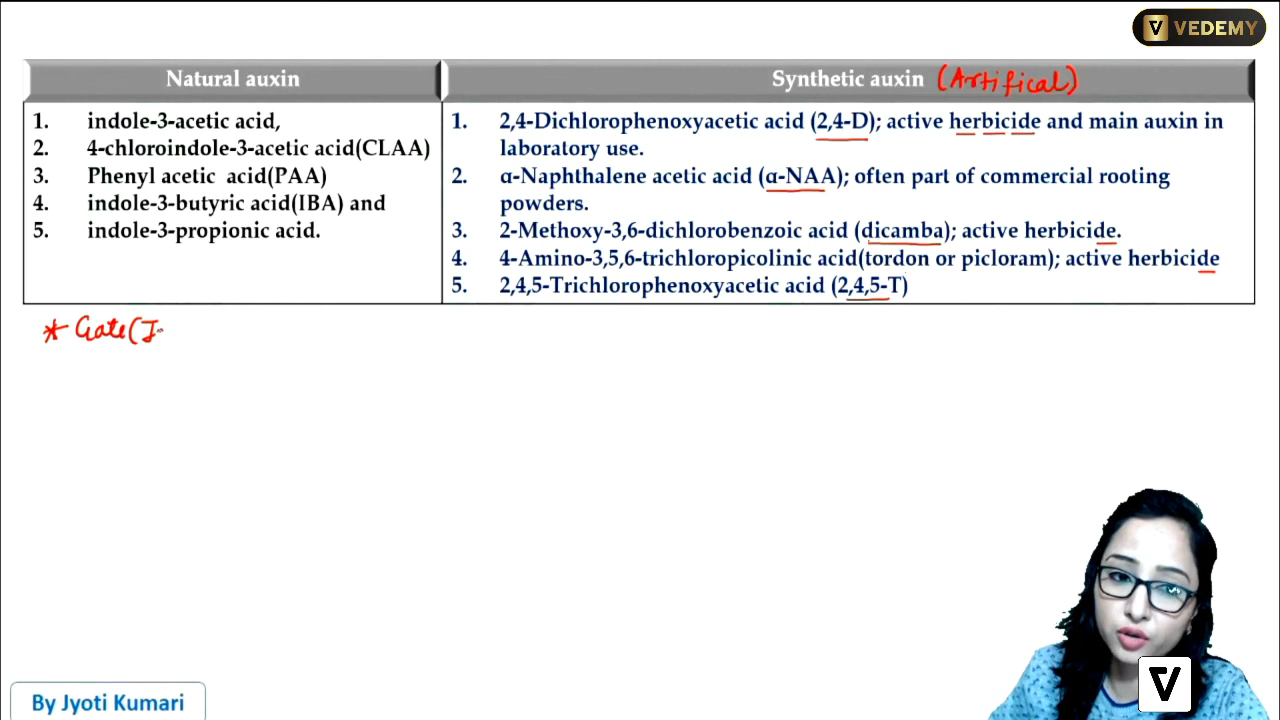 VEDEMY
Natural auxin
Synthetic auxin (Artifical)
1. indole-3-acetic acid,
2. 4-chloroindole-3-acetic acid(CLAA)
3. Phenyl acetic acid(PAA)
4. indole-3-butyric acid(IBA) and
5. indole-3-propionic acid.
1. 2,4-Dichlorophenoxyacetic acid (2,4-D); active herbicide and main auxin in
laboratory use.
2. α-Naphthalene acetic acid (α-NAA); often part of commercial rooting
powders.
3. 2-Methoxy-3,6-dichlorobenzoic acid (dicamba); active herbicide.
4. 4-Amino-3,5,6-trichloropicolinic acid(tordon or picloram); active herbicide
5. 2,4,5-Trichlorophenoxyacetic acid (2,4,5-T)
* Gate(I
By Jyoti Kumari